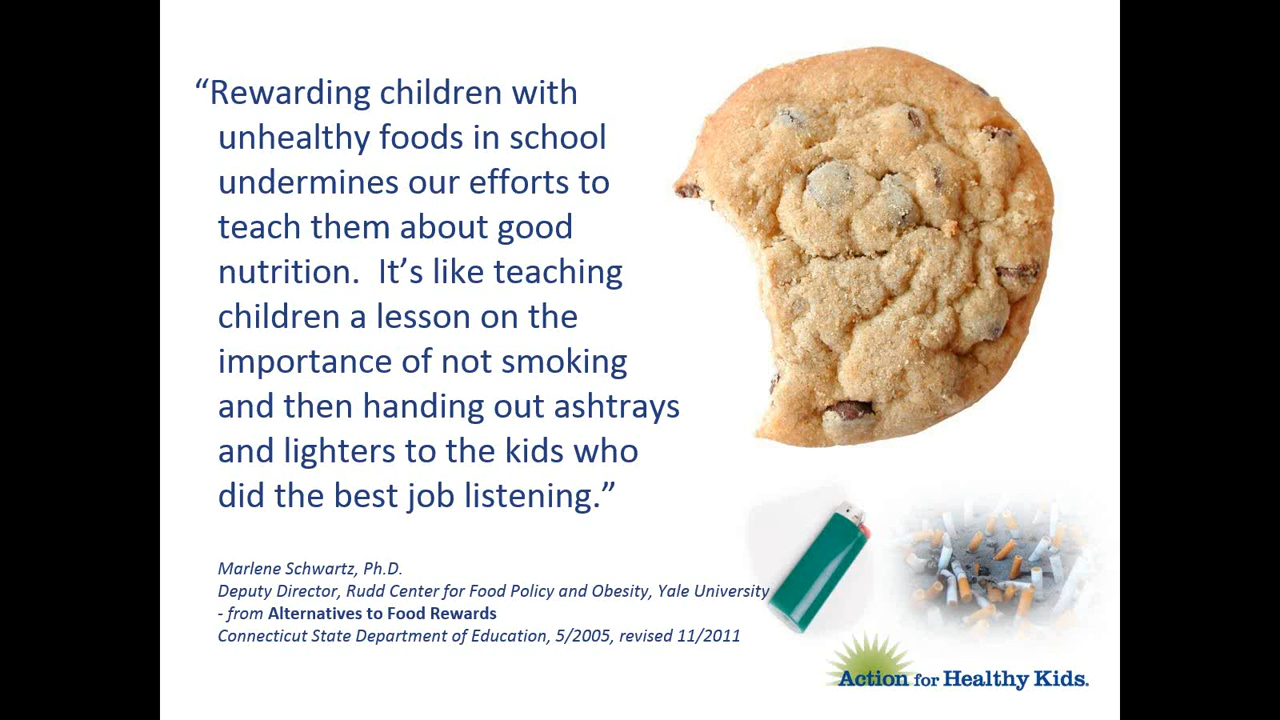 “Rewarding children with
unhealthy foods in school
undermines our efforts to
teach them about good
nutrition.  It’s like teaching
children a lesson on the
importance of not smoking
and then handing out ashtrays
and lighters to the kids who
did the best job listening.”
Marlene Schwartz, Ph.D.
Deputy Director, Rudd Center for Food Policy and Obesity, Yale University
- from Alternatives to Food Rewards
Connecticut State Department of Education, 5/2005, revised 11/2011
Action for Healthy Kids.